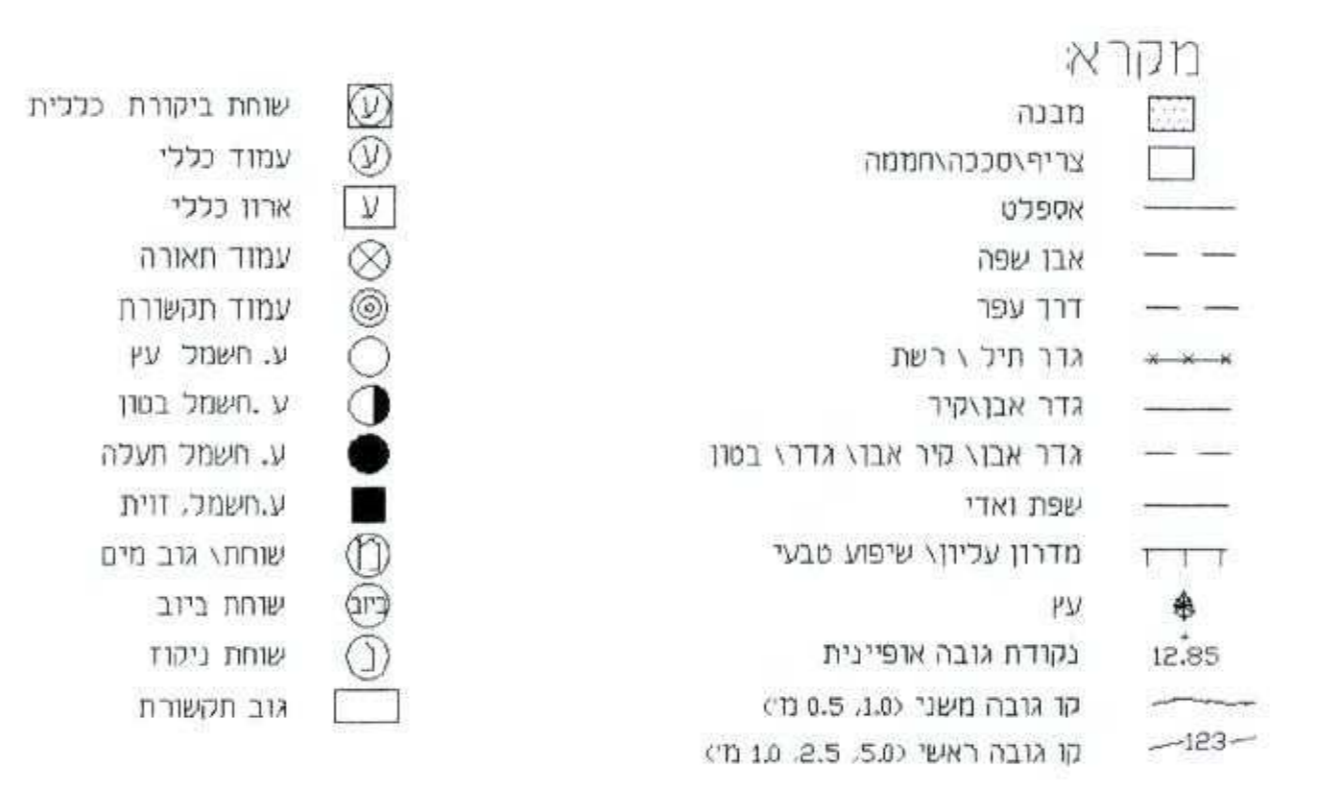 מקרא:
מבנה
צריף\סככה\חממה
אספלט
אבן שפה
דרך עפר
גדר תיל \ רשת
גדר אבן\קיר
גדר אבן\ קיר אבן\ גדר\ בטון
שפת ואדי
מדרון עליון\ שיפוע טבעי
עץ
נקודת גובה אופיינית 12.85
קו גובה משני (1.0, 0.5 מ')
קו גובה ראשי (5.0, 2.5, 1.0 מ') 123
שוחת ביקורת כללית ע
עמוד כללי ע
ארון כללי ע
עמוד תאורה
עמוד תקשורת
ע. חשמל עץ
ע .חשמל בטון
ע. חשמל תעלה
ע.חשמל, זוית
שוחת\ גוב מים מ
שוחת ביוב ביוב
שוחת ניקוז נ
גוב תקשורת